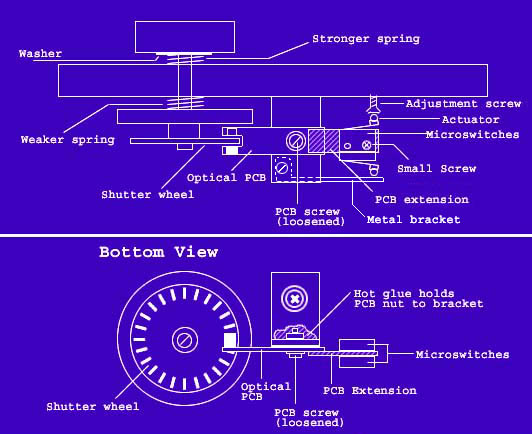 Stronger spring
Washer
Adjustment screw
Actuator
Microswitches
Weaker spring
Small Screw
Optical PCB
Shutter wheel
PCB extension
PCB screw
(loosened)
Metal bracket
Bottom View
Hot glue holds
PCB nut to bracket
Microswitches
Optical
PCB
PCB Extension
Shutter wheel
PCB screw
(loosened)